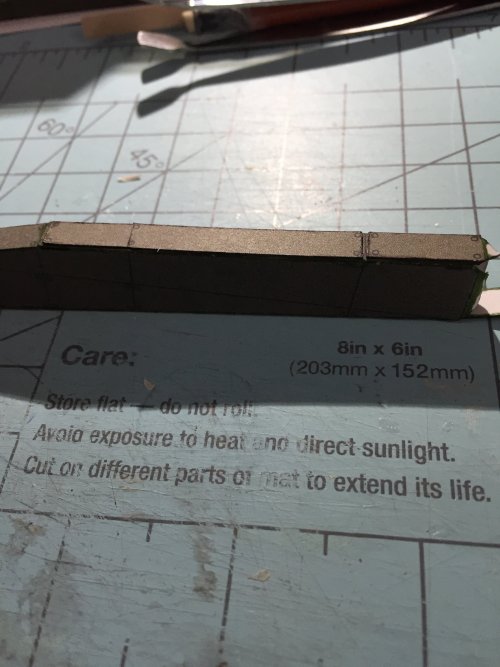 60°
45°
Care:
8in x 6in
(203mm x 152mm)
Store flat — do not roll.
Avoid exposure to heat and direct sunlight.
Cut on different parts of mat to extend its life.